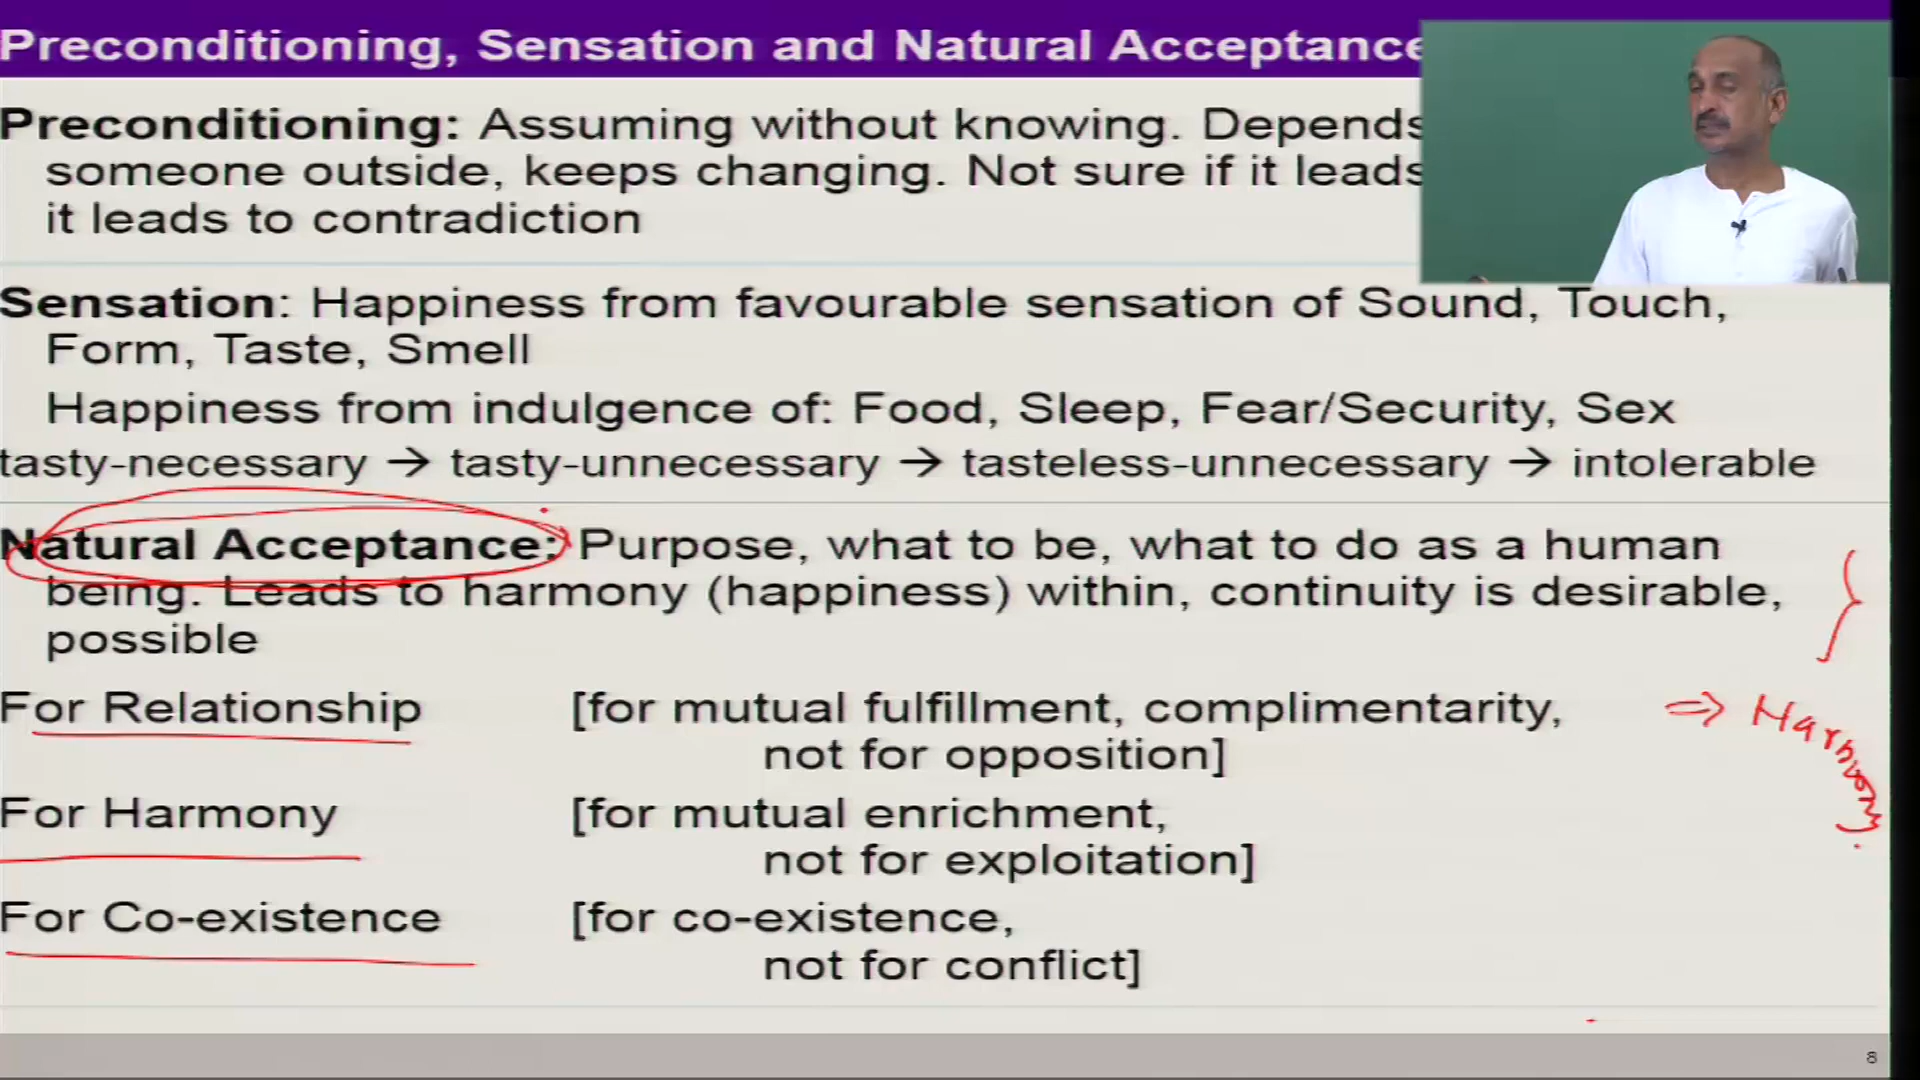 Preconditioning, Sensation and Natural Acceptance
Preconditioning: Assuming without knowing. Depends
someone outside, keeps changing. Not sure if it leads
it leads to contradiction
Sensation: Happiness from favourable sensation of Sound, Touch,
Form, Taste, Smell
Happiness from indulgence of: Food, Sleep, Fear/Security, Sex
tasty-necessary → tasty-unnecessary → tasteless-unnecessary → intolerable
Natural Acceptance: Purpose, what to be, what to do as a human
being. Leads to harmony (happiness) within, continuity is desirable,
possible
For Relationship [for mutual fulfillment, complimentarity,
not for opposition]
⇒ Harmony
For Harmony [for mutual enrichment,
not for exploitation]
For Co-existence [for co-existence,
not for conflict]
8